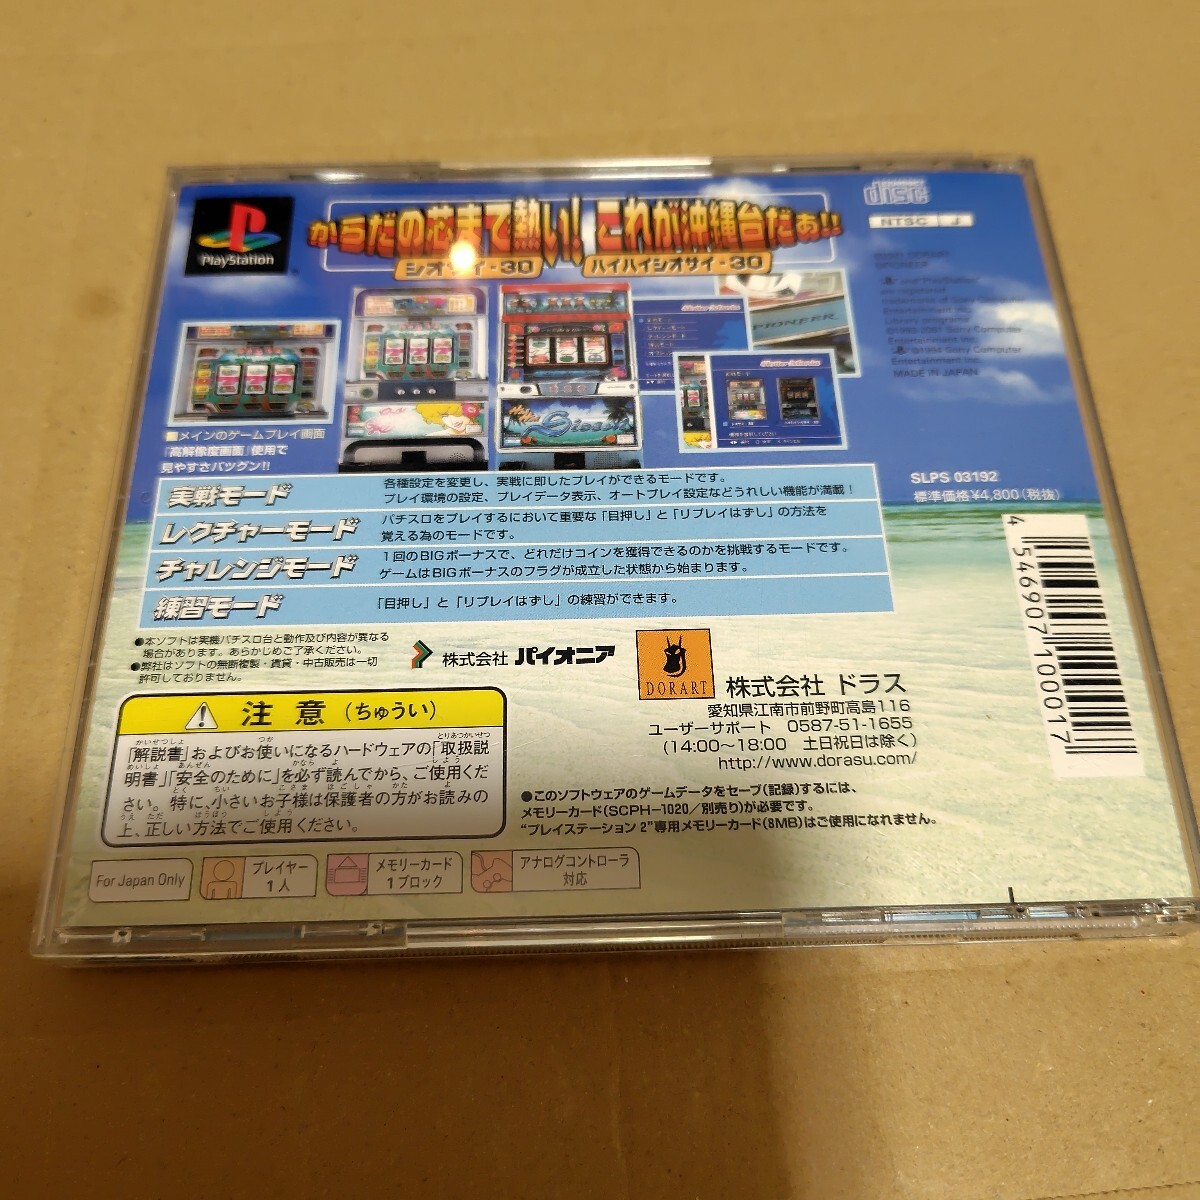 PlayStation
からだの芯まで熱い! これが沖縄台だぁ!!
シオサイ-30
ハイハイシオサイ-30
disc
NTSC J
PIONEER
■メインのゲームプレイ画面
「高解像度画面」使用で
見やすさバツグン!!
and "PlayStation"
are registered
trademarks of Sony Computer
Entertainment Inc.
Library programs
©1993-2001 Sony Computer
Entertainment Inc.
©1994 Sony Computer
Entertainment Inc.
MADE IN JAPAN
SLPS 03192
標準価格¥4,800(税抜)
実戦モード
各種設定を変更し、実戦に即したプレイができるモードです。
プレイ環境の設定、プレイデータ表示、オートプレイ設定などうれしい機能が満載!
レクチャーモード
パチスロをプレイするにおいて重要な「目押し」と「リプレイはずし」の方法を
覚える為のモードです。
チャレンジモード
1回のBIGボーナスで、どれだけコインを獲得できるのかを挑戦するモードです。
ゲームはBIGボーナスのフラグが成立した状態から始まります。
練習モード
「目押し」と「リプレイはずし」の練習ができます。
4 546907 100017
●本ソフトは実機パチスロ台と動作及び内容が異なる
場合があります。あらかじめご了承ください。
●弊社はソフトの無断複製・賃貸・中古販売は一切
許可しておりません。
株式会社 パイオニア
DORART
株式会社 ドラス
愛知県江南市前野町高島116
ユーザーサポート 0587-51-1655
(14:00~18:00 土日祝日は除く)
http://www.dorasu.com/
注意(ちゅうい)
「解説書」およびお使いになるハードウェアの「取扱説
明書」「安全のために」を必ず読んでから、ご使用くだ
さい。特に、小さいお子様は保護者の方がお読みの
上、正しい方法でご使用ください。
●このソフトウェアのゲームデータをセーブ(記録)するには、
メモリーカード(SCPH-1020/別売り)が必要です。
"プレイステーション 2"専用メモリーカード(8MB)はご使用になれません。
For Japan Only
プレイヤー
1人
メモリーカード
1ブロック
アナログコントローラ
対応